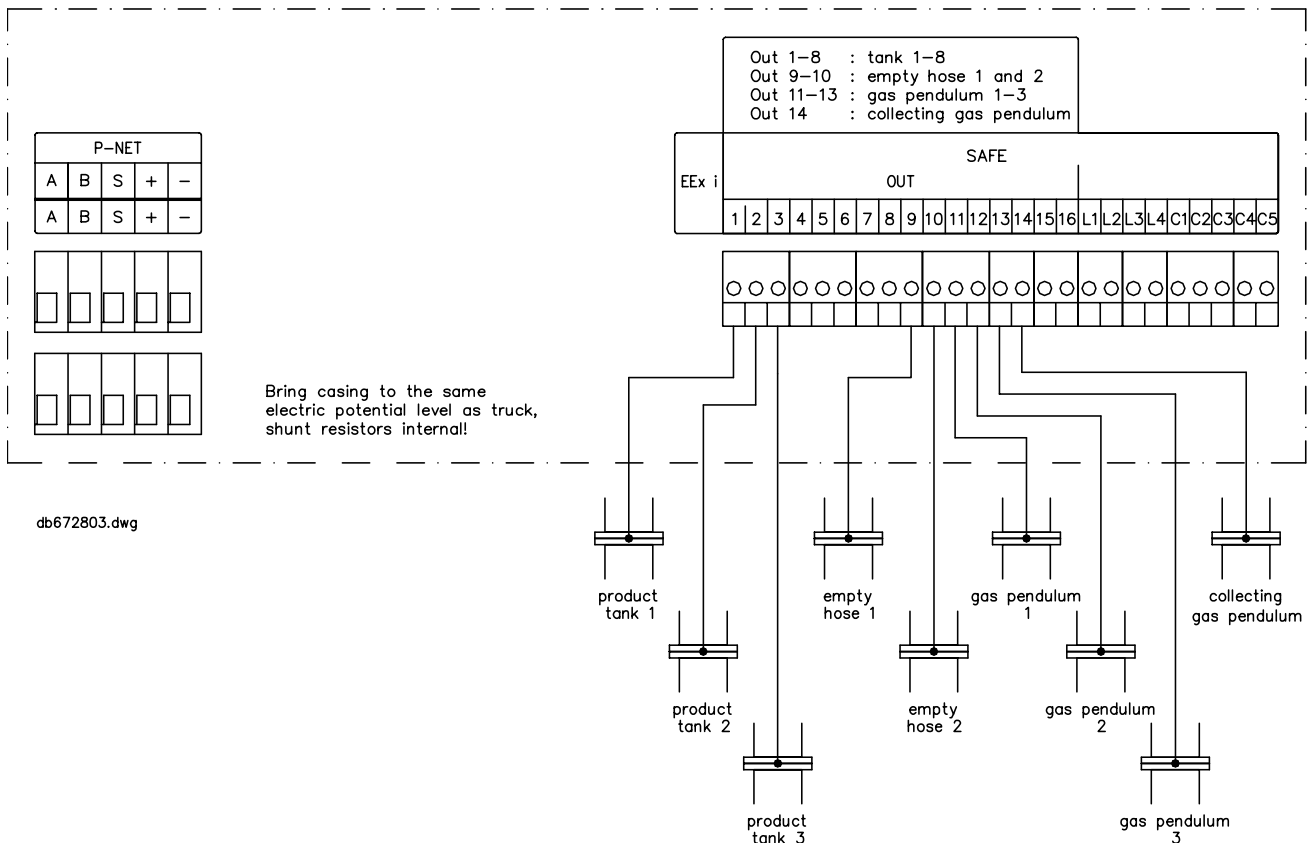 Out 1-8 : tank 1-8
Out 9-10 : empty hose 1 and 2
Out 11-13 : gas pendulum 1-3
Out 14 : collecting gas pendulum
P-NET
A B S + -
A B S + -
SAFE
EEx i
OUT
1 2 3 4 5 6 7 8 9 10 11 12 13 14 15 16 L1 L2 L3 L4 C1 C2 C3 C4 C5
Bring casing to the same
electric potential level as truck,
shunt resistors internal!
db672803.dwg
product
tank 1
empty
hose 1
gas pendulum
1
collecting
gas pendulum
product
tank 2
empty
hose 2
gas pendulum
2
product
tank 3
gas pendulum
3